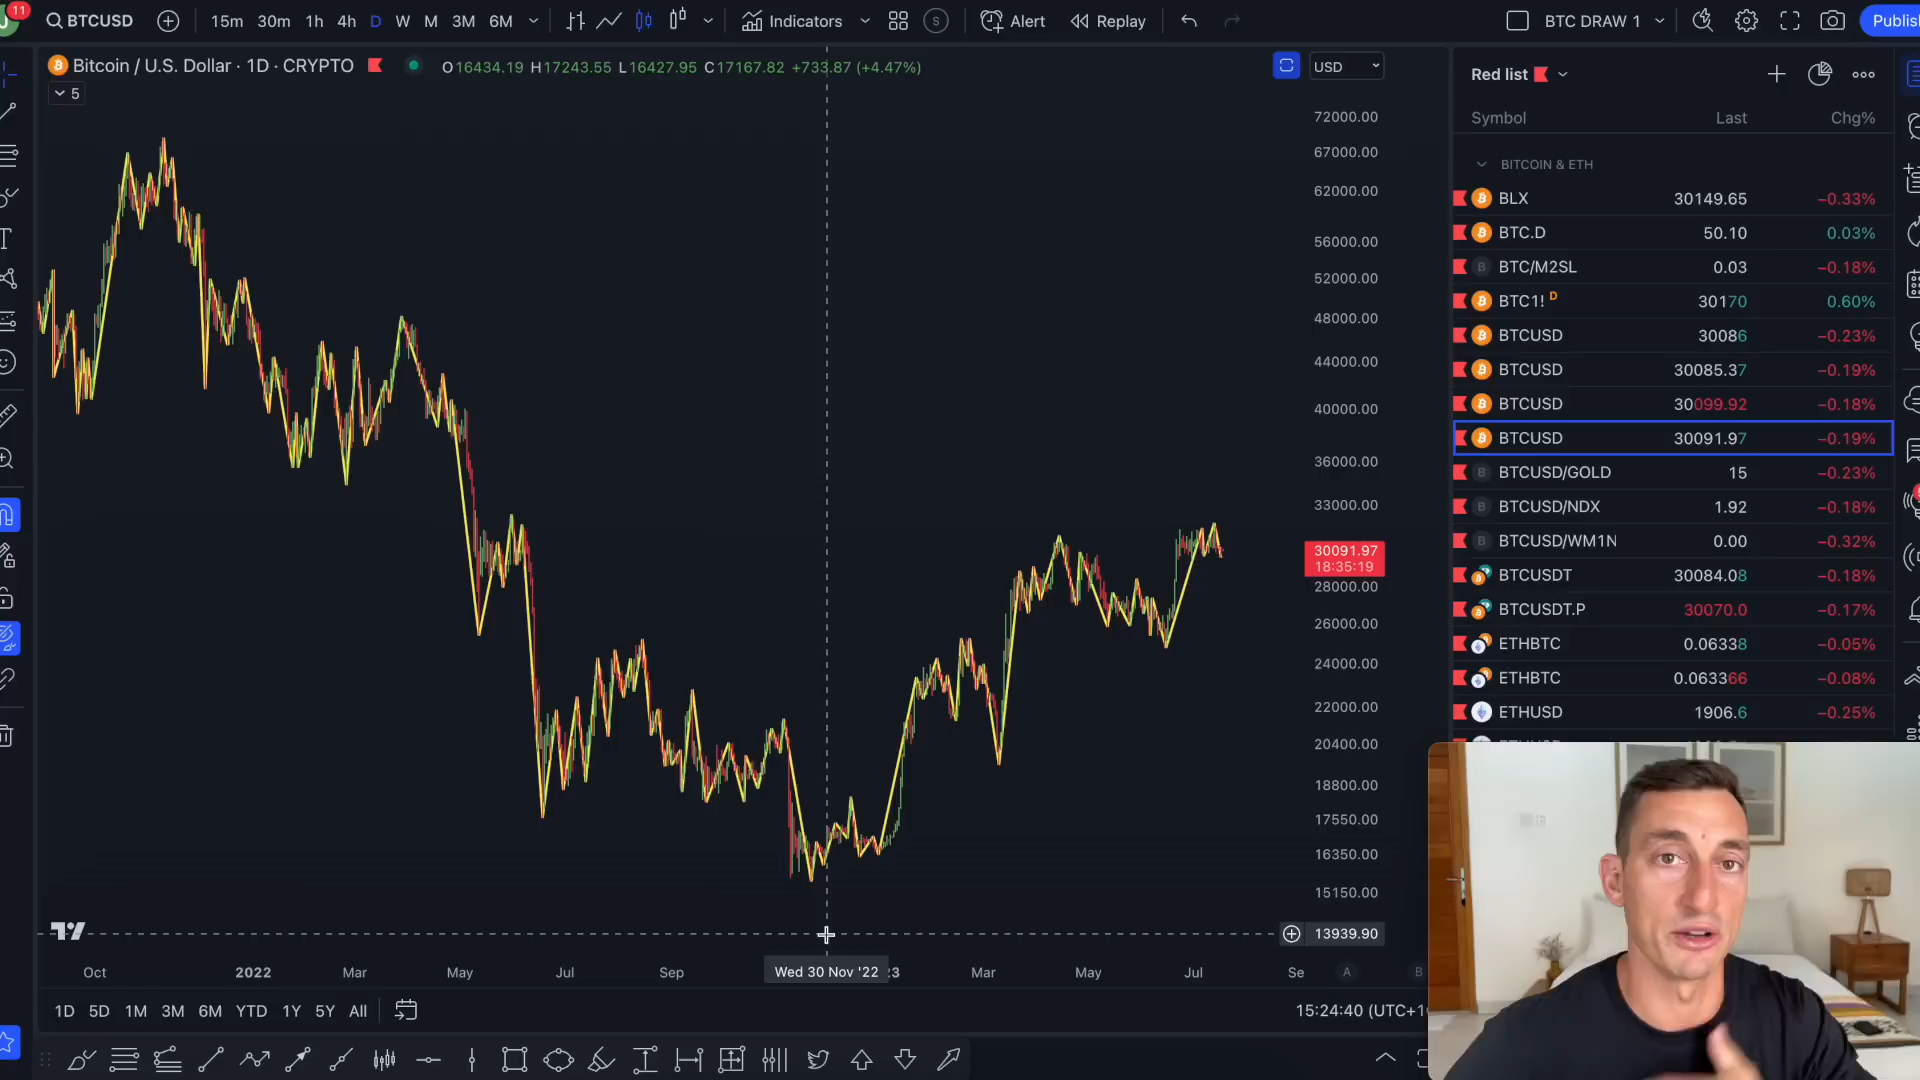 11
BTCUSD
15m 30m 1h 4h D W M 3M 6M
Indicators
S
Alert
Replay
BTC DRAW 1
Publis
Bitcoin / U.S. Dollar · 1D · CRYPTO
O16434.19 H17243.55 L16427.95 C17167.82 +733.87 (+4.47%)
USD
5
72000.00
67000.00
62000.00
56000.00
52000.00
48000.00
44000.00
40000.00
36000.00
33000.00
30091.97
18:35:19
28000.00
26000.00
24000.00
22000.00
20400.00
18800.00
17550.00
16350.00
15150.00
13939.90
Oct 2022 Mar May Jul Sep Wed 30 Nov '22 23 Mar May Jul Se A B
1D 5D 1M 3M 6M YTD 1Y 5Y All
15:24:40 (UTC+1
Red list
Symbol Last Chg%
BITCOIN & ETH
BLX 30149.65 −0.33%
BTC.D 50.10 0.03%
B BTC/M2SL 0.03 −0.18%
BTC1! D 30170 0.60%
BTCUSD 30086 −0.23%
BTCUSD 30085.37 −0.19%
BTCUSD 30099.92 −0.18%
BTCUSD 30091.97 −0.19%
B BTCUSD/GOLD 15 −0.23%
B BTCUSD/NDX 1.92 −0.18%
B BTCUSD/WM1N 0.00 −0.32%
BTCUSDT 30084.08 −0.18%
BTCUSDT.P 30070.0 −0.17%
ETHBTC 0.06338 −0.05%
ETHBTC 0.063366 −0.08%
ETHUSD 1906.6 −0.25%